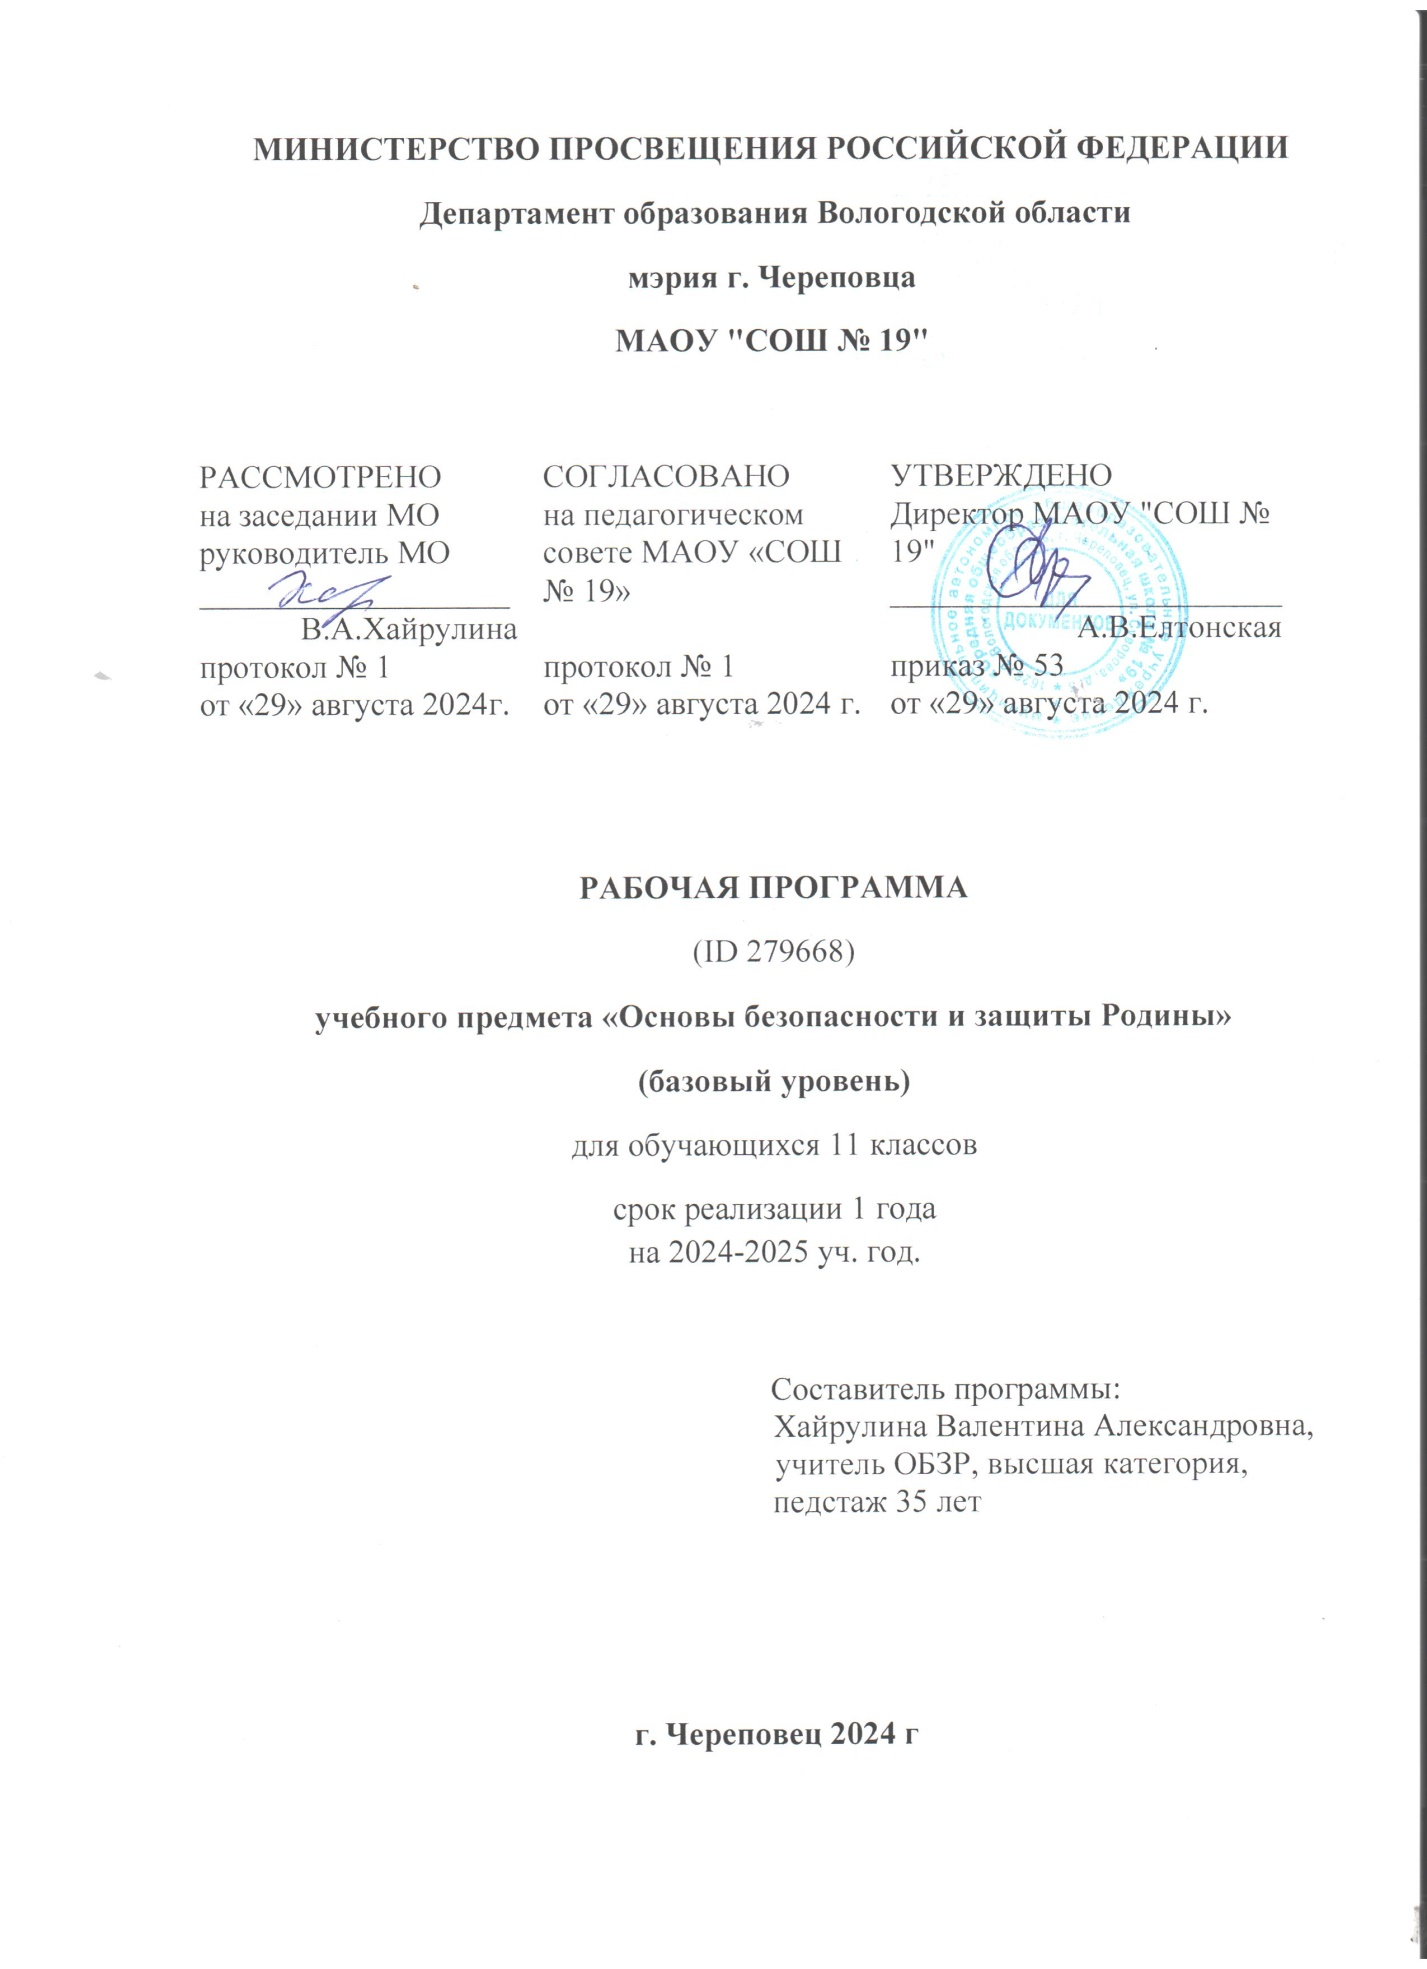 МИНИСТЕРСТВО ПРОСВЕЩЕНИЯ РОССИЙСКОЙ ФЕДЕРАЦИИ
Департамент образования Вологодской области
мэрия г. Череповца
МАОУ "СОШ № 19"
РАССМОТРЕНО
на заседании МО
руководитель МО
В.А.Хайрулина
протокол № 1
от «29» августа 2024г.
СОГЛАСОВАНО
на педагогическом
совете МАОУ «СОШ
№ 19»
протокол № 1
от «29» августа 2024 г.
УТВЕРЖДЕНО
Директор МАОУ "СОШ №
19"
А.В.Елтонская
приказ № 53
от «29» августа 2024 г.
ДЛЯ
ДОКУМЕНТОВ
РАБОЧАЯ ПРОГРАММА
(ID 279668)
учебного предмета «Основы безопасности и защиты Родины»
(базовый уровень)
для обучающихся 11 классов
срок реализации 1 года
на 2024-2025 уч. год.
Составитель программы:
Хайрулина Валентина Александровна,
учитель ОБЗР, высшая категория,
педстаж 35 лет
г. Череповец 2024 г